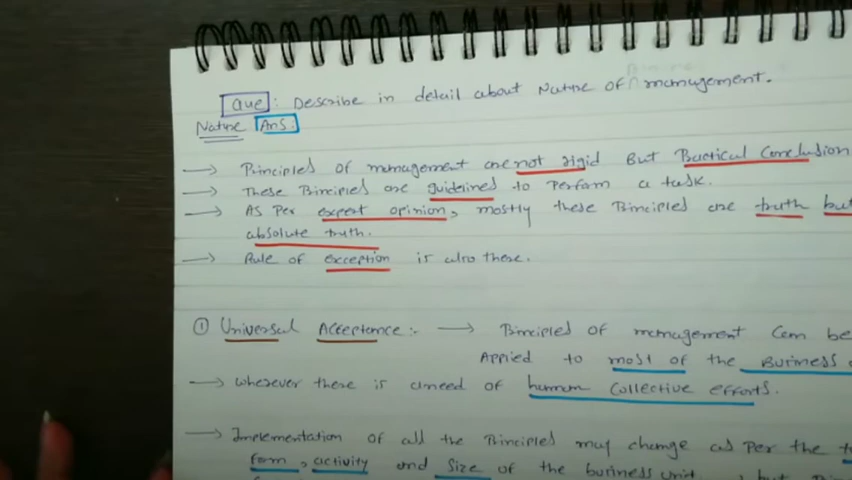 Que : Describe in detail about Nature of management.
Nature Ans:
→ Principles of management are not rigid But Practical Conclusion
→ These Principles are guidelines to perform a task.
→ As Per expert opinion, mostly these Principles are truth but
absolute truth.
→ Rule of exception is also there.
① Universal Acceptance:- → Principles of management Can be
Applied to most of the Business
→ Wherever there is a need of human collective efforts.
→ Implementation of all the Principles may change as per the
form, activity and size of the business unit, but